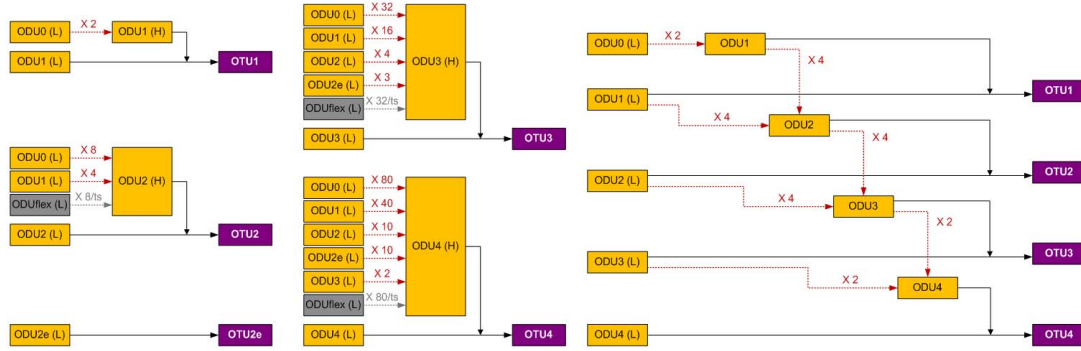 ODU0 (L)
X 2
ODU1 (H)
ODU1 (L)
OTU1
ODU0 (L)
X 8
ODU1 (L)
X 4
ODU2 (H)
ODUflex (L)
X 8/ts
ODU2 (L)
OTU2
ODU2e (L)
OTU2e
ODU0 (L)
X 32
ODU1 (L)
X 16
ODU2 (L)
X 4
ODU3 (H)
ODU2e (L)
X 3
ODUflex (L)
X 32/ts
ODU3 (L)
OTU3
ODU0 (L)
X 80
ODU1 (L)
X 40
ODU2 (L)
X 10
ODU4 (H)
ODU2e (L)
X 10
ODU3 (L)
X 2
ODUflex (L)
X 80/ts
ODU4 (L)
OTU4
ODU0 (L)
X 2
ODU1
X 4
ODU1 (L)
OTU1
X 4
ODU2
X 4
ODU2 (L)
OTU2
X 4
ODU3
X 2
ODU3 (L)
OTU3
X 2
ODU4
ODU4 (L)
OTU4